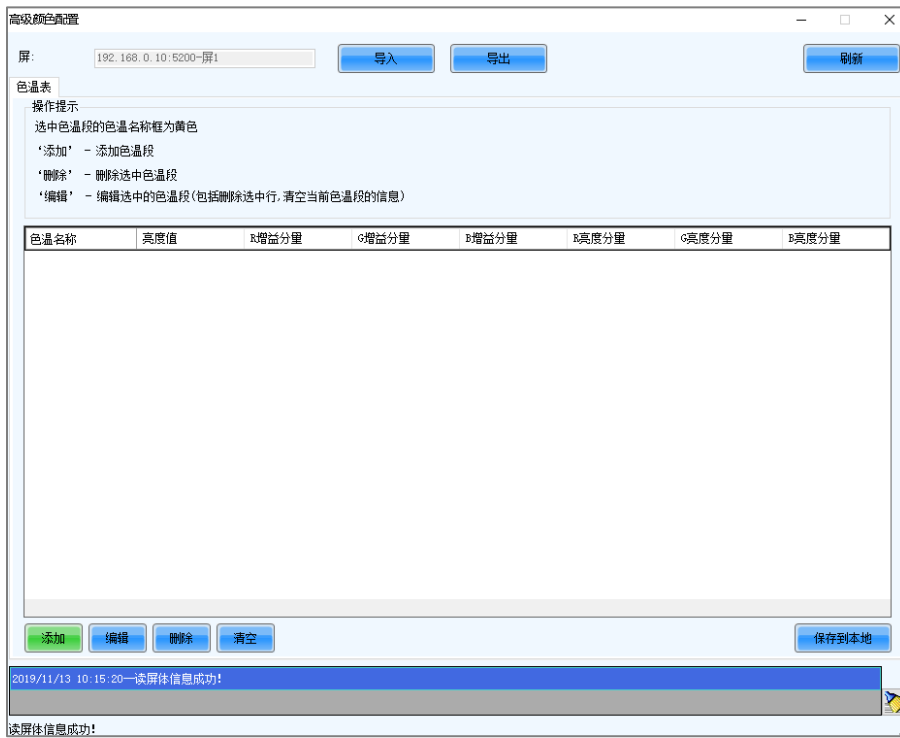 高级颜色配置
屏: 192.168.0.10:5200-屏1 导入 导出 刷新
色温表
操作提示
选中色温段的色温名称框为黄色
‘添加’ - 添加色温段
‘删除’ - 删除选中色温段
‘编辑’ - 编辑选中的色温段(包括删除选中行,清空当前色温段的信息)
色温名称 亮度值 R增益分量 G增益分量 B增益分量 R亮度分量 G亮度分量 B亮度分量
添加 编辑 删除 清空 保存到本地
2019/11/13 10:15:20—读屏体信息成功!
读屏体信息成功!